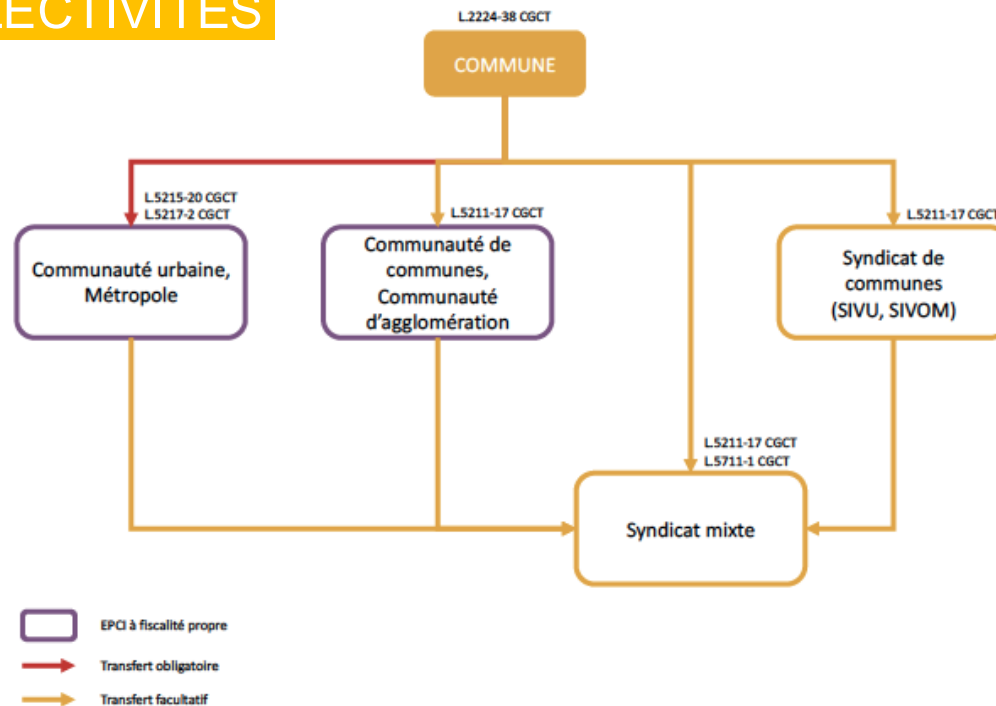 LECTIVITÉS
L.2224-38 CGCT
COMMUNE
L.5215-20 CGCT
L.5217-2 CGCT
L.5211-17 CGCT
L.5211-17 CGCT
Communauté urbaine,
Métropole
Communauté de
communes,
Communauté
d'agglomération
Syndicat de
communes
(SIVU, SIVOM)
L.5211-17 CGCT
L.5711-1 CGCT
Syndicat mixte
EPCI à fiscalité propre
Transfert obligatoire
Transfert facultatif